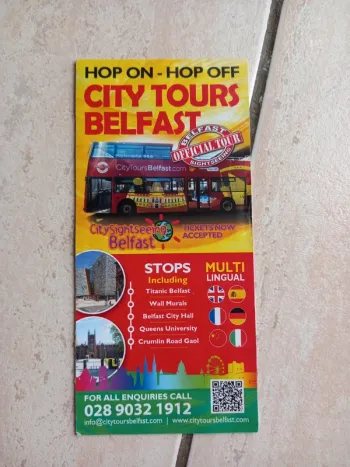 HOP ON - HOP OFF
CITY TOURS
BELFAST
BELFAST
OFFICIAL TOUR
SIGHTSEEING
CityToursBelfast.com
CitySightseeing
Belfast
TICKETS NOW
ACCEPTED
STOPS
Including
Titanic Belfast
Wall Murals
Belfast City Hall
Queens University
Crumlin Road Gaol
MULTI
LINGUAL
FOR ALL ENQUIRIES CALL
028 9032 1912
info@citytoursbelfast.com | www.citytoursbelfast.com